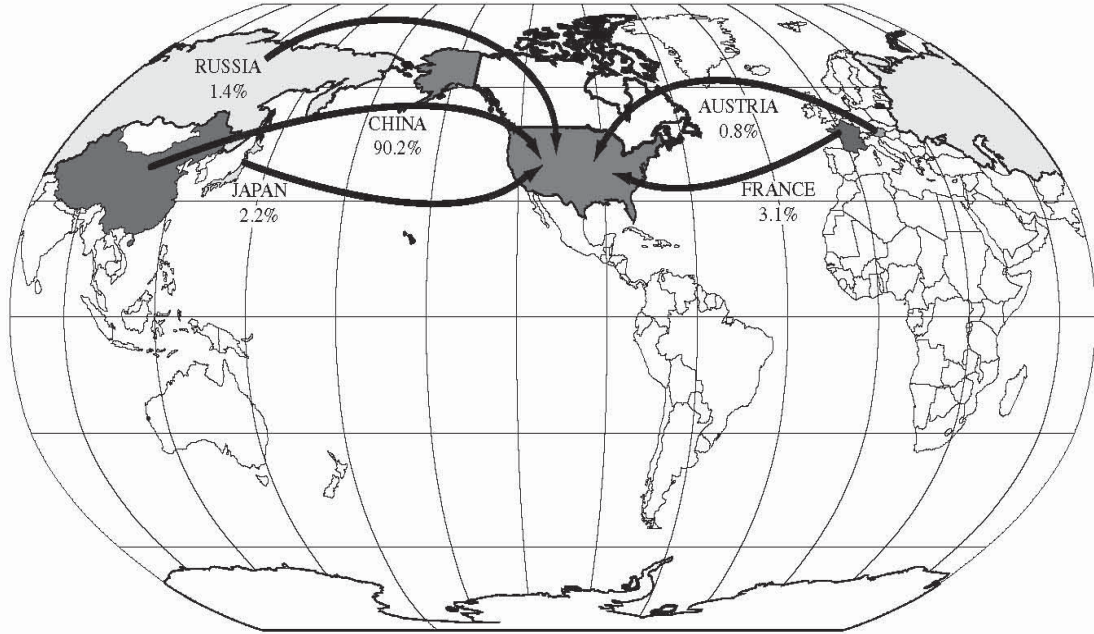 RUSSIA
1.4%
CHINA
90.2%
JAPAN
2.2%
AUSTRIA
0.8%
FRANCE
3.1%